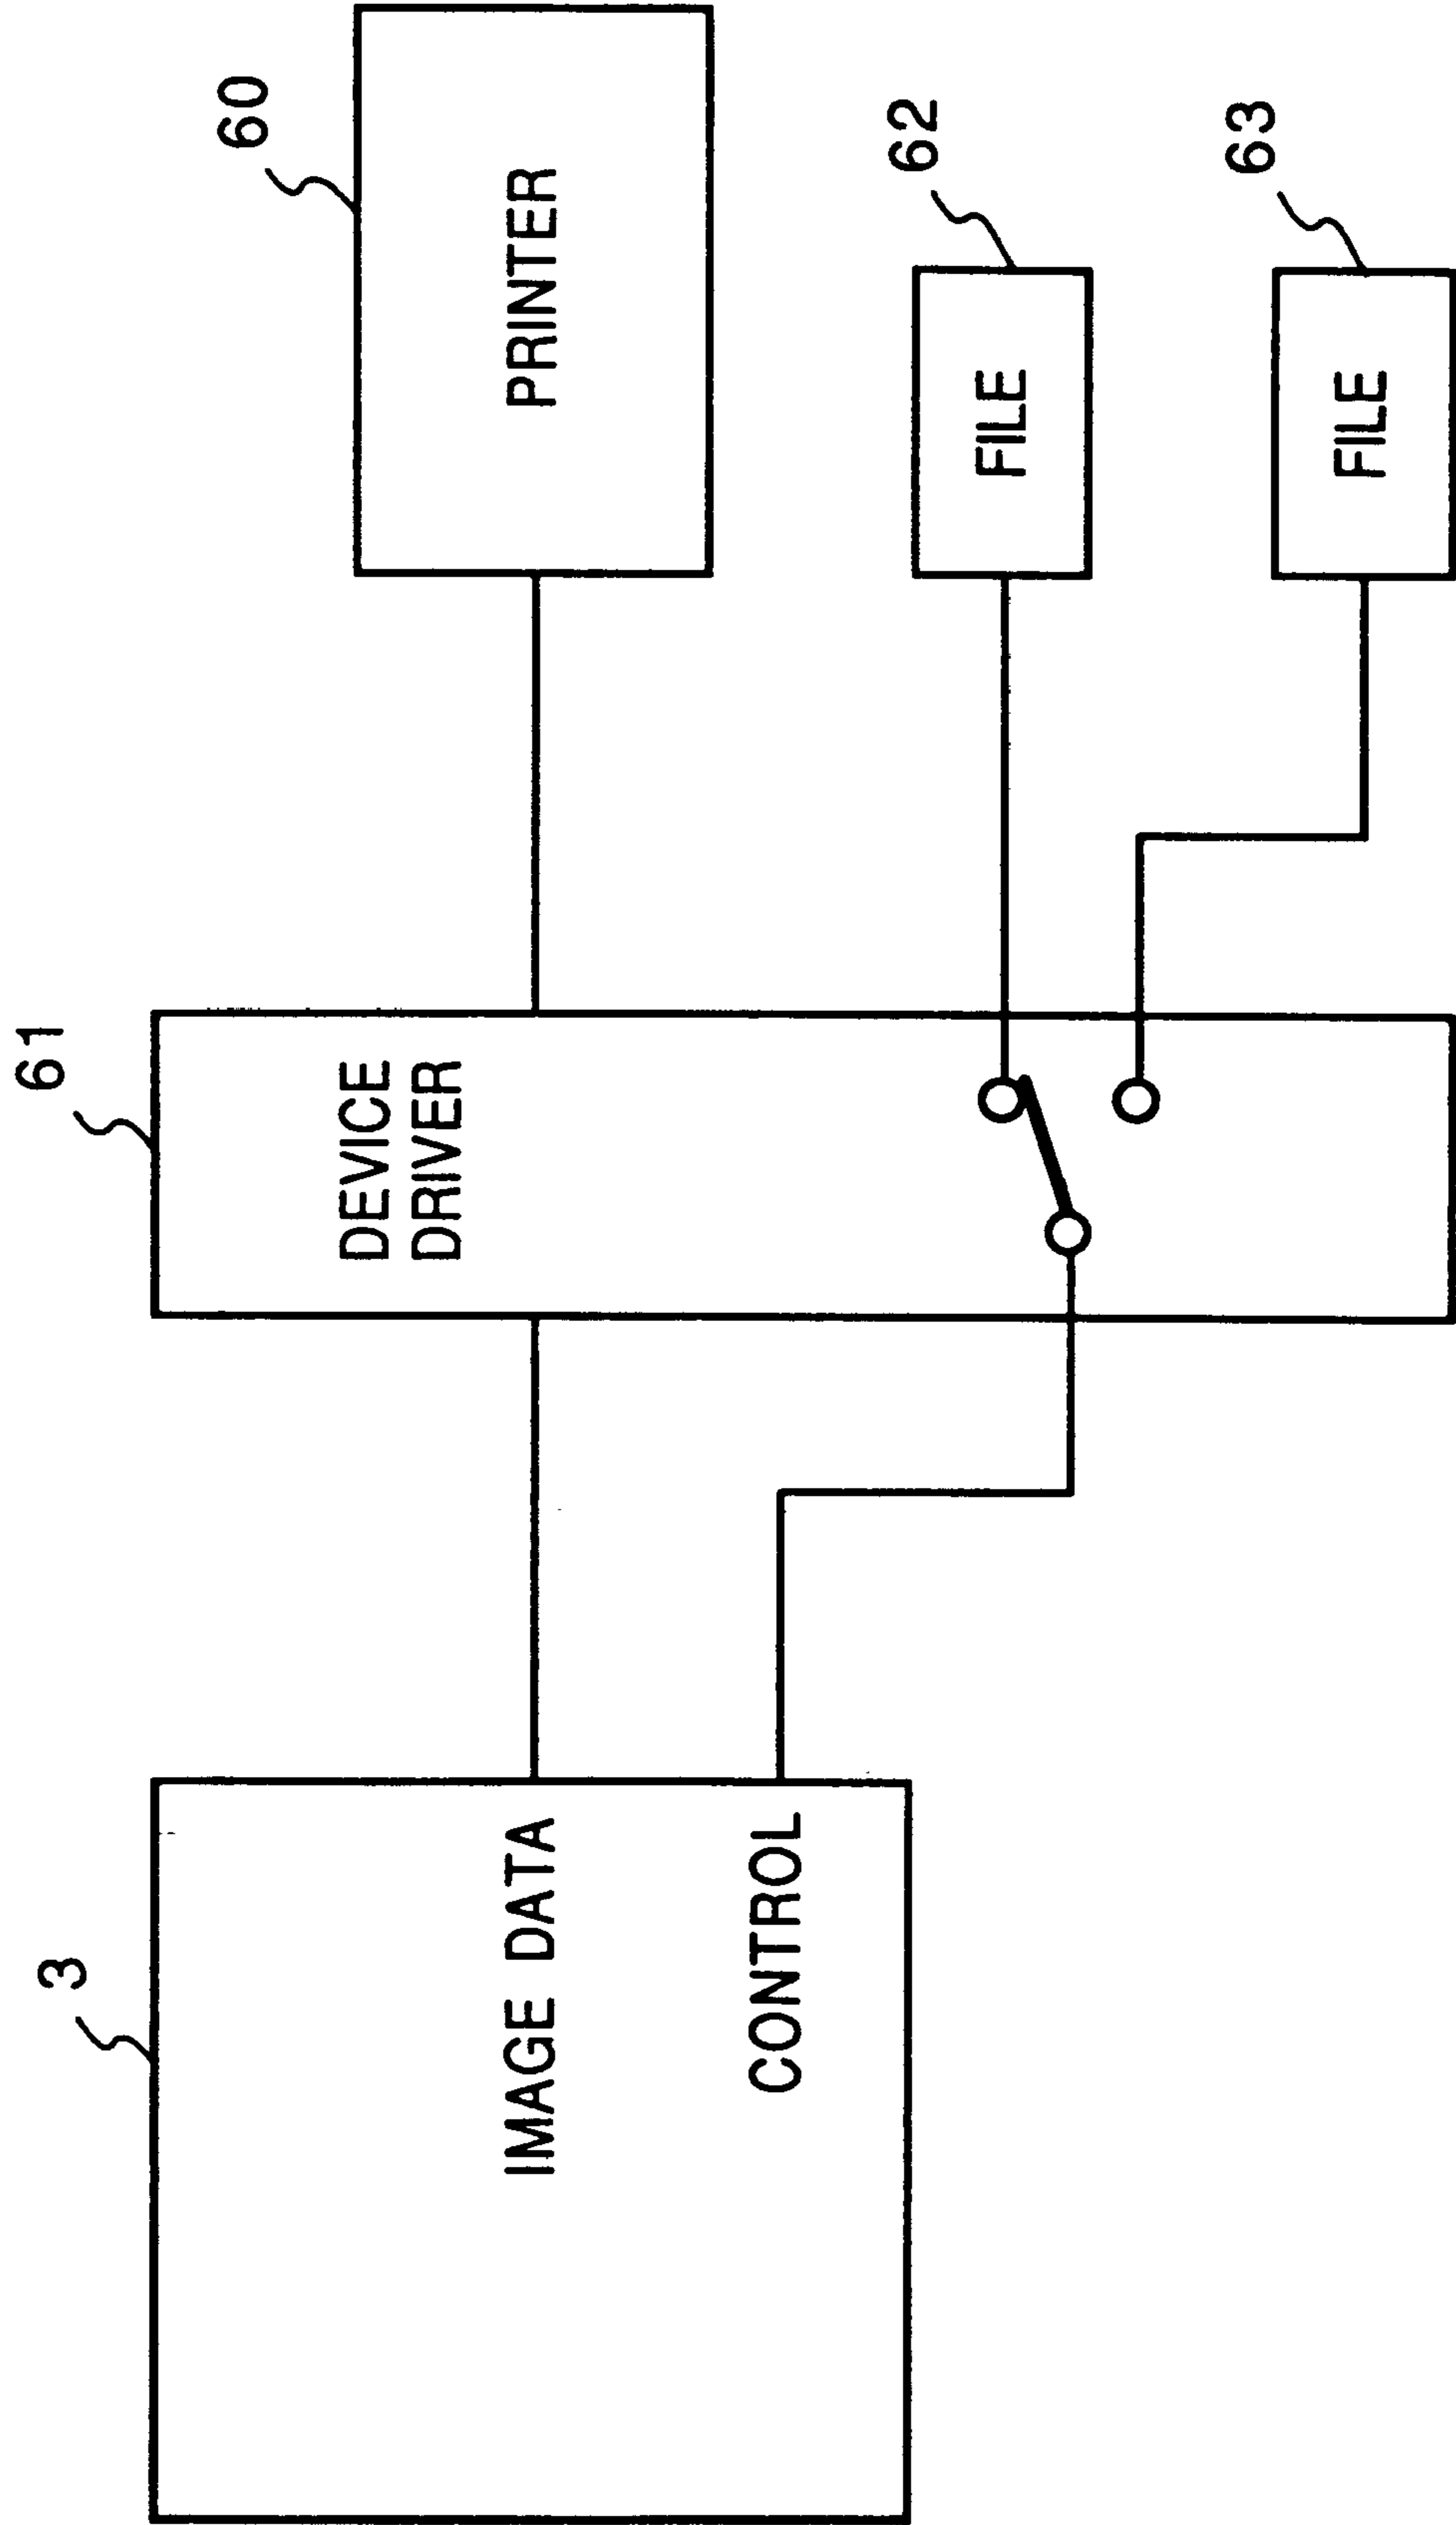 3
IMAGE DATA
CONTROL
61
DEVICE
DRIVER
60
PRINTER
62
FILE
63
FILE